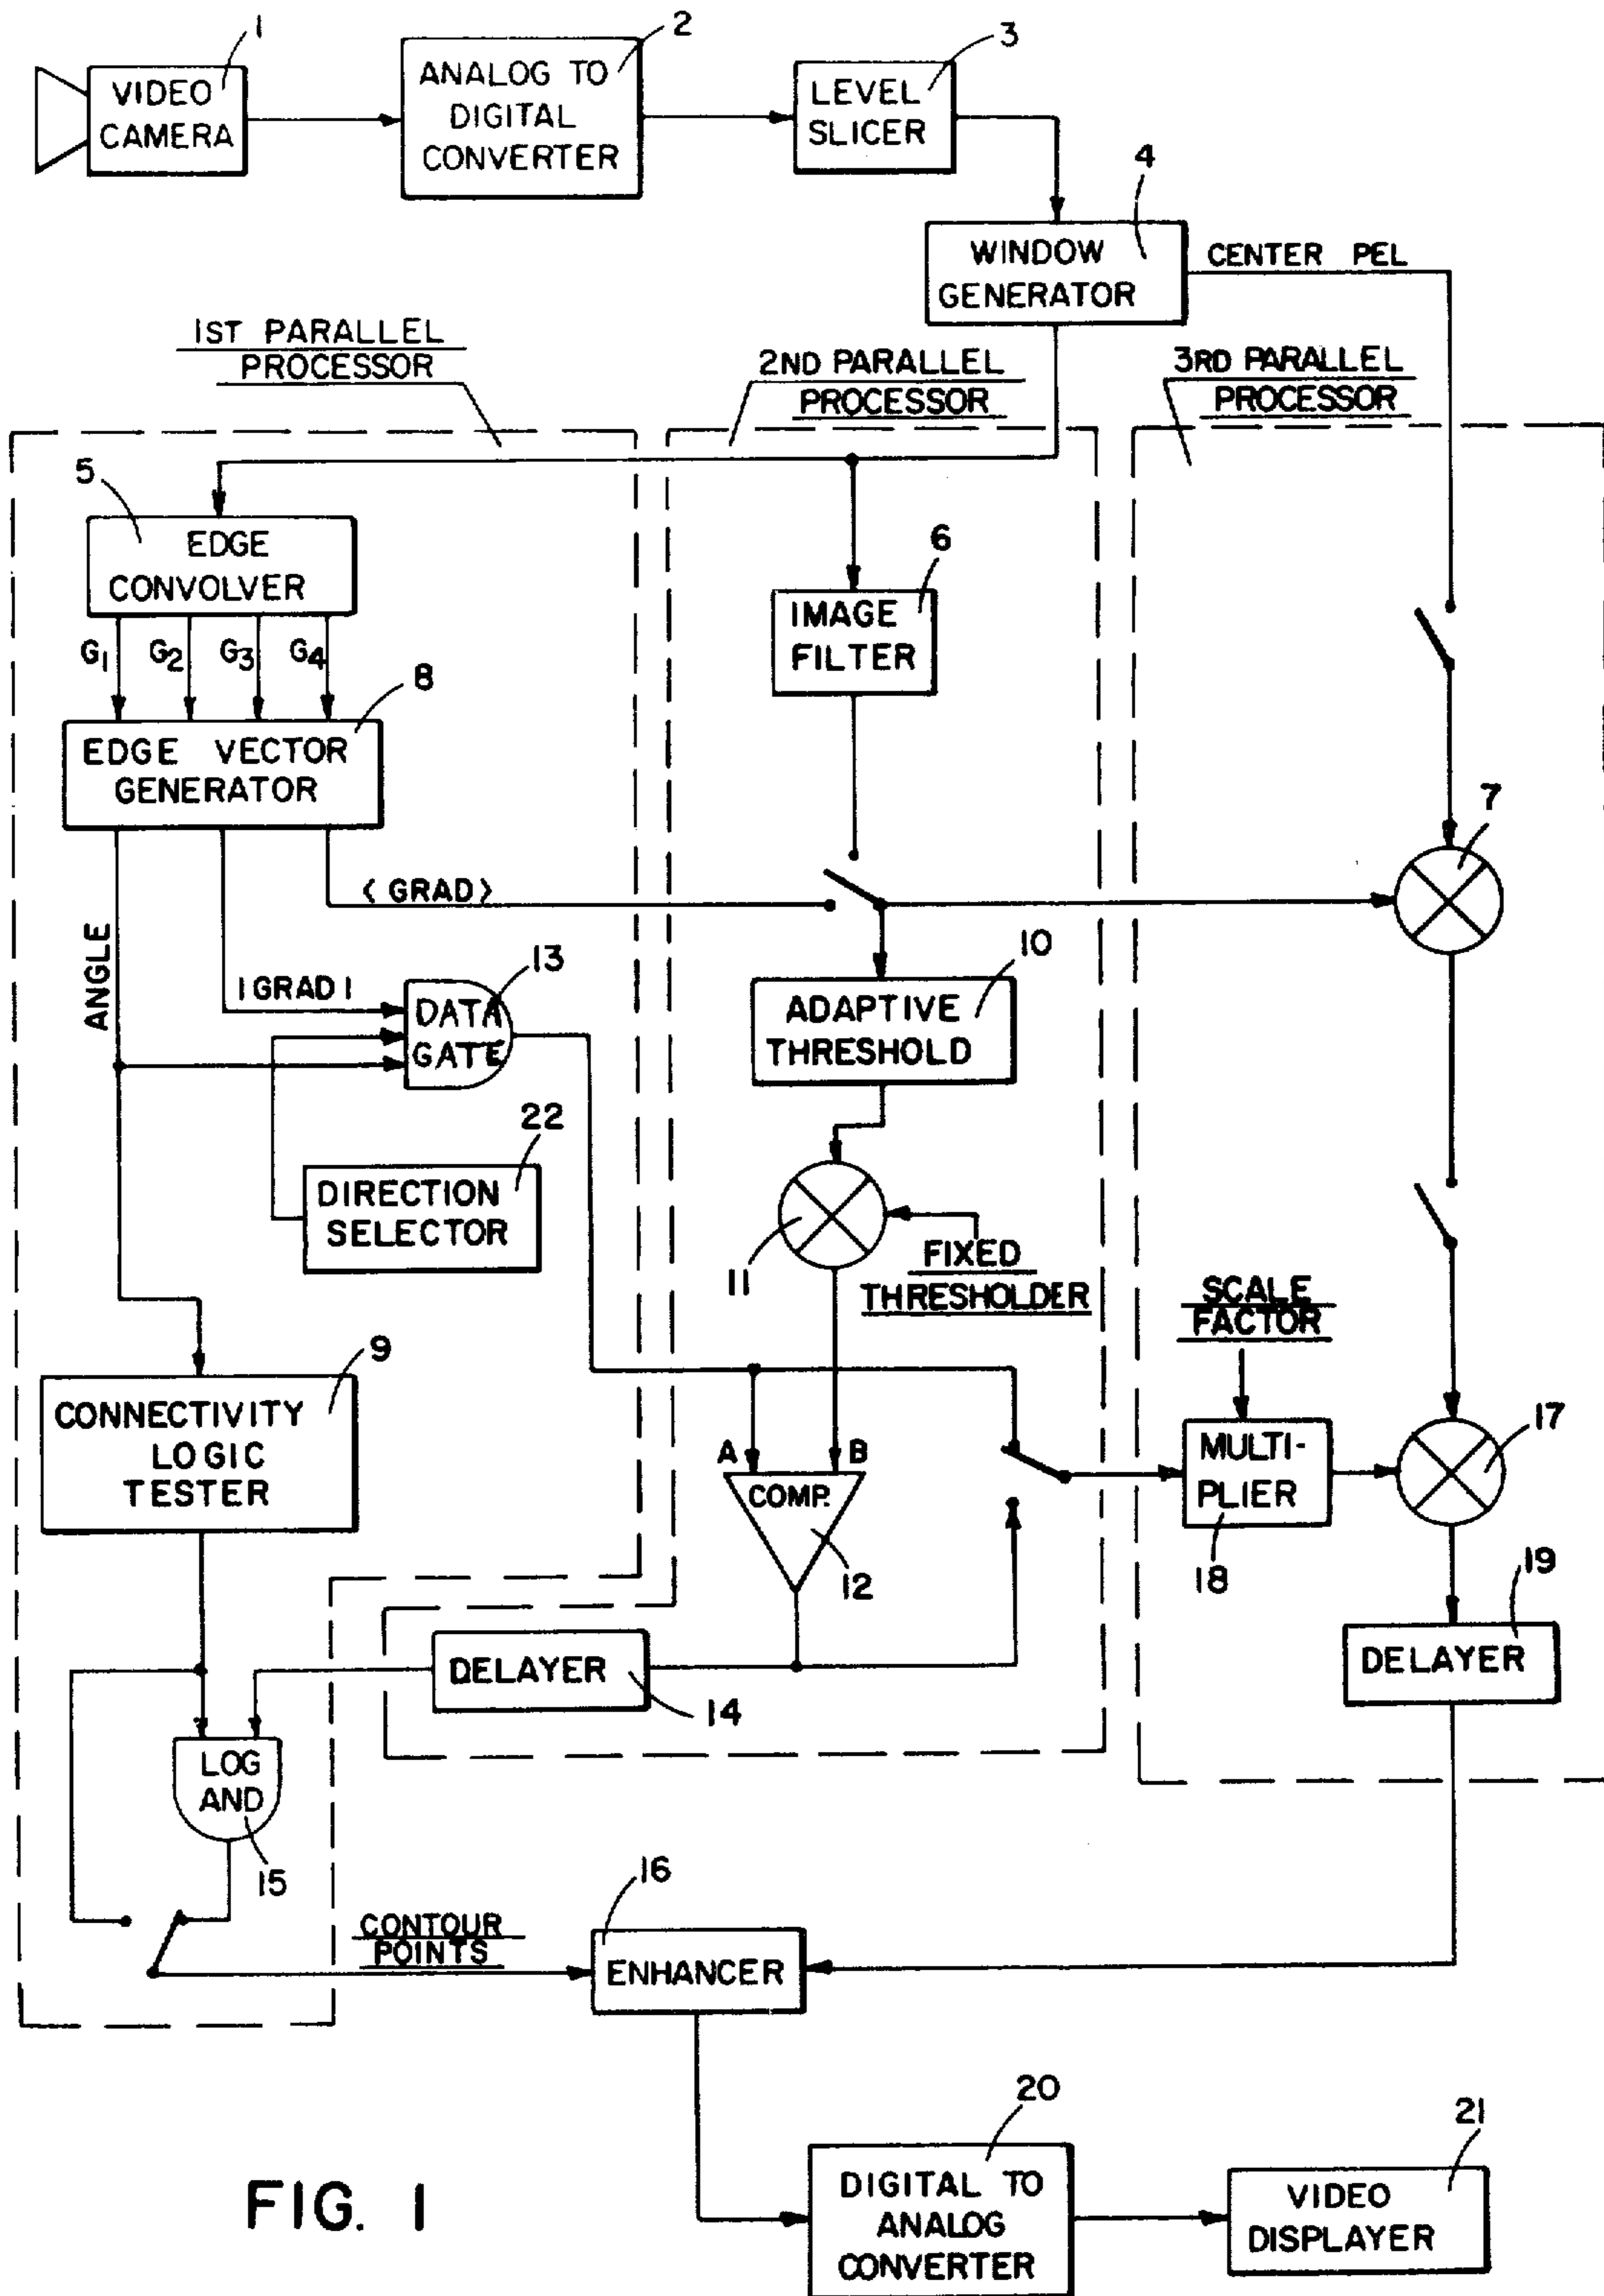 1
VIDEO
CAMERA
2
ANALOG TO
DIGITAL
CONVERTER
3
LEVEL
SLICER
4
WINDOW
GENERATOR
CENTER PEL
1ST PARALLEL
PROCESSOR
2ND PARALLEL
PROCESSOR
3RD PARALLEL
PROCESSOR
5
EDGE
CONVOLVER
6
IMAGE
FILTER
G1 G2 G3 G4
8
EDGE VECTOR
GENERATOR
7
<GRAD>
ANGLE
|GRAD|
13
DATA
GATE
10
ADAPTIVE
THRESHOLD
22
DIRECTION
SELECTOR
11
FIXED
THRESHOLDER
SCALE
FACTOR
9
CONNECTIVITY
LOGIC
TESTER
A B
COMP.
12
MULTI-
PLIER
18
17
19
DELAYER
DELAYER
14
LOG
AND
15
16
CONTOUR
POINTS
ENHANCER
20
DIGITAL TO
ANALOG
CONVERTER
21
VIDEO
DISPLAYER
FIG. 1